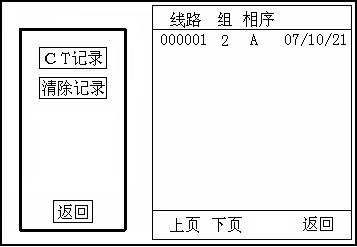 CT记录
清除记录
返回
线路 组 相序
000001 2 A 07/10/21
上页 下页 返回